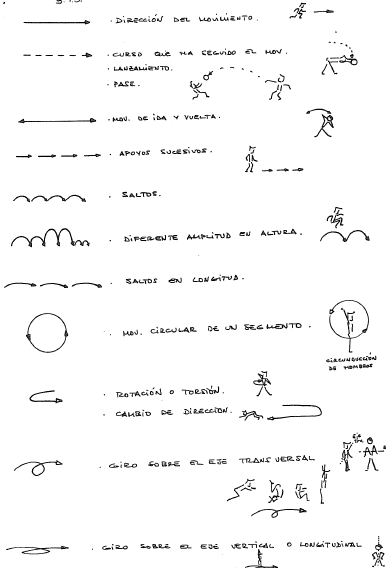 · DIRECCIÓN DEL MOVIMIENTO.
· CURSO QUE HA SEGUIDO EL MOV.
· LANZAMIENTO.
· PASE.
· MOV. DE IDA Y VUELTA.
· APOYOS SUCESIVOS.
· SALTOS.
· DIFERENTE AMPLITUD EN ALTURA.
· SALTOS EN LONGITUD.
· MOV. CIRCULAR DE UN SEGMENTO.
CIRCUNDUCCIÓN
DE MIEMBROS
· ROTACIÓN O TORSIÓN.
· CAMBIO DE DIRECCIÓN.
· GIRO SOBRE EL EJE TRANSVERSAL
· GIRO SOBRE EL EJE VERTICAL O LONGITUDINAL